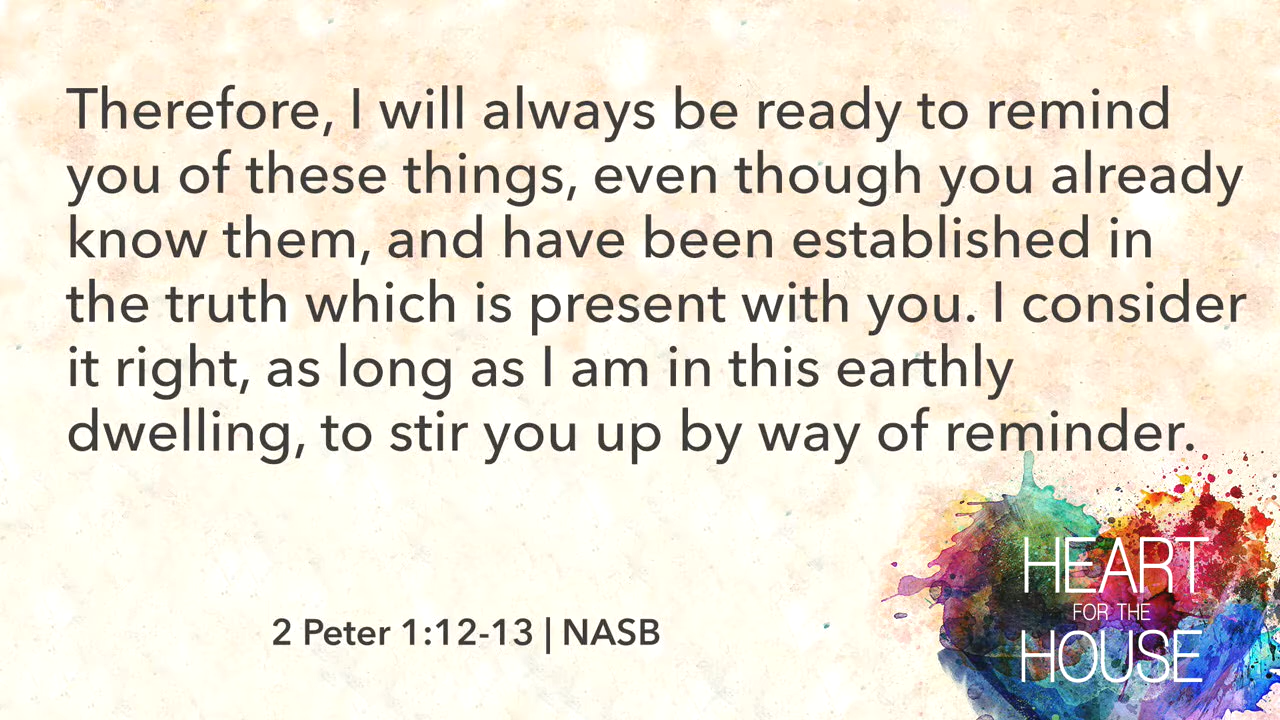 Therefore, I will always be ready to remind
you of these things, even though you already
know them, and have been established in
the truth which is present with you. I consider
it right, as long as I am in this earthly
dwelling, to stir you up by way of reminder.
2 Peter 1:12-13 | NASB
HEART
FOR THE
HOUSE